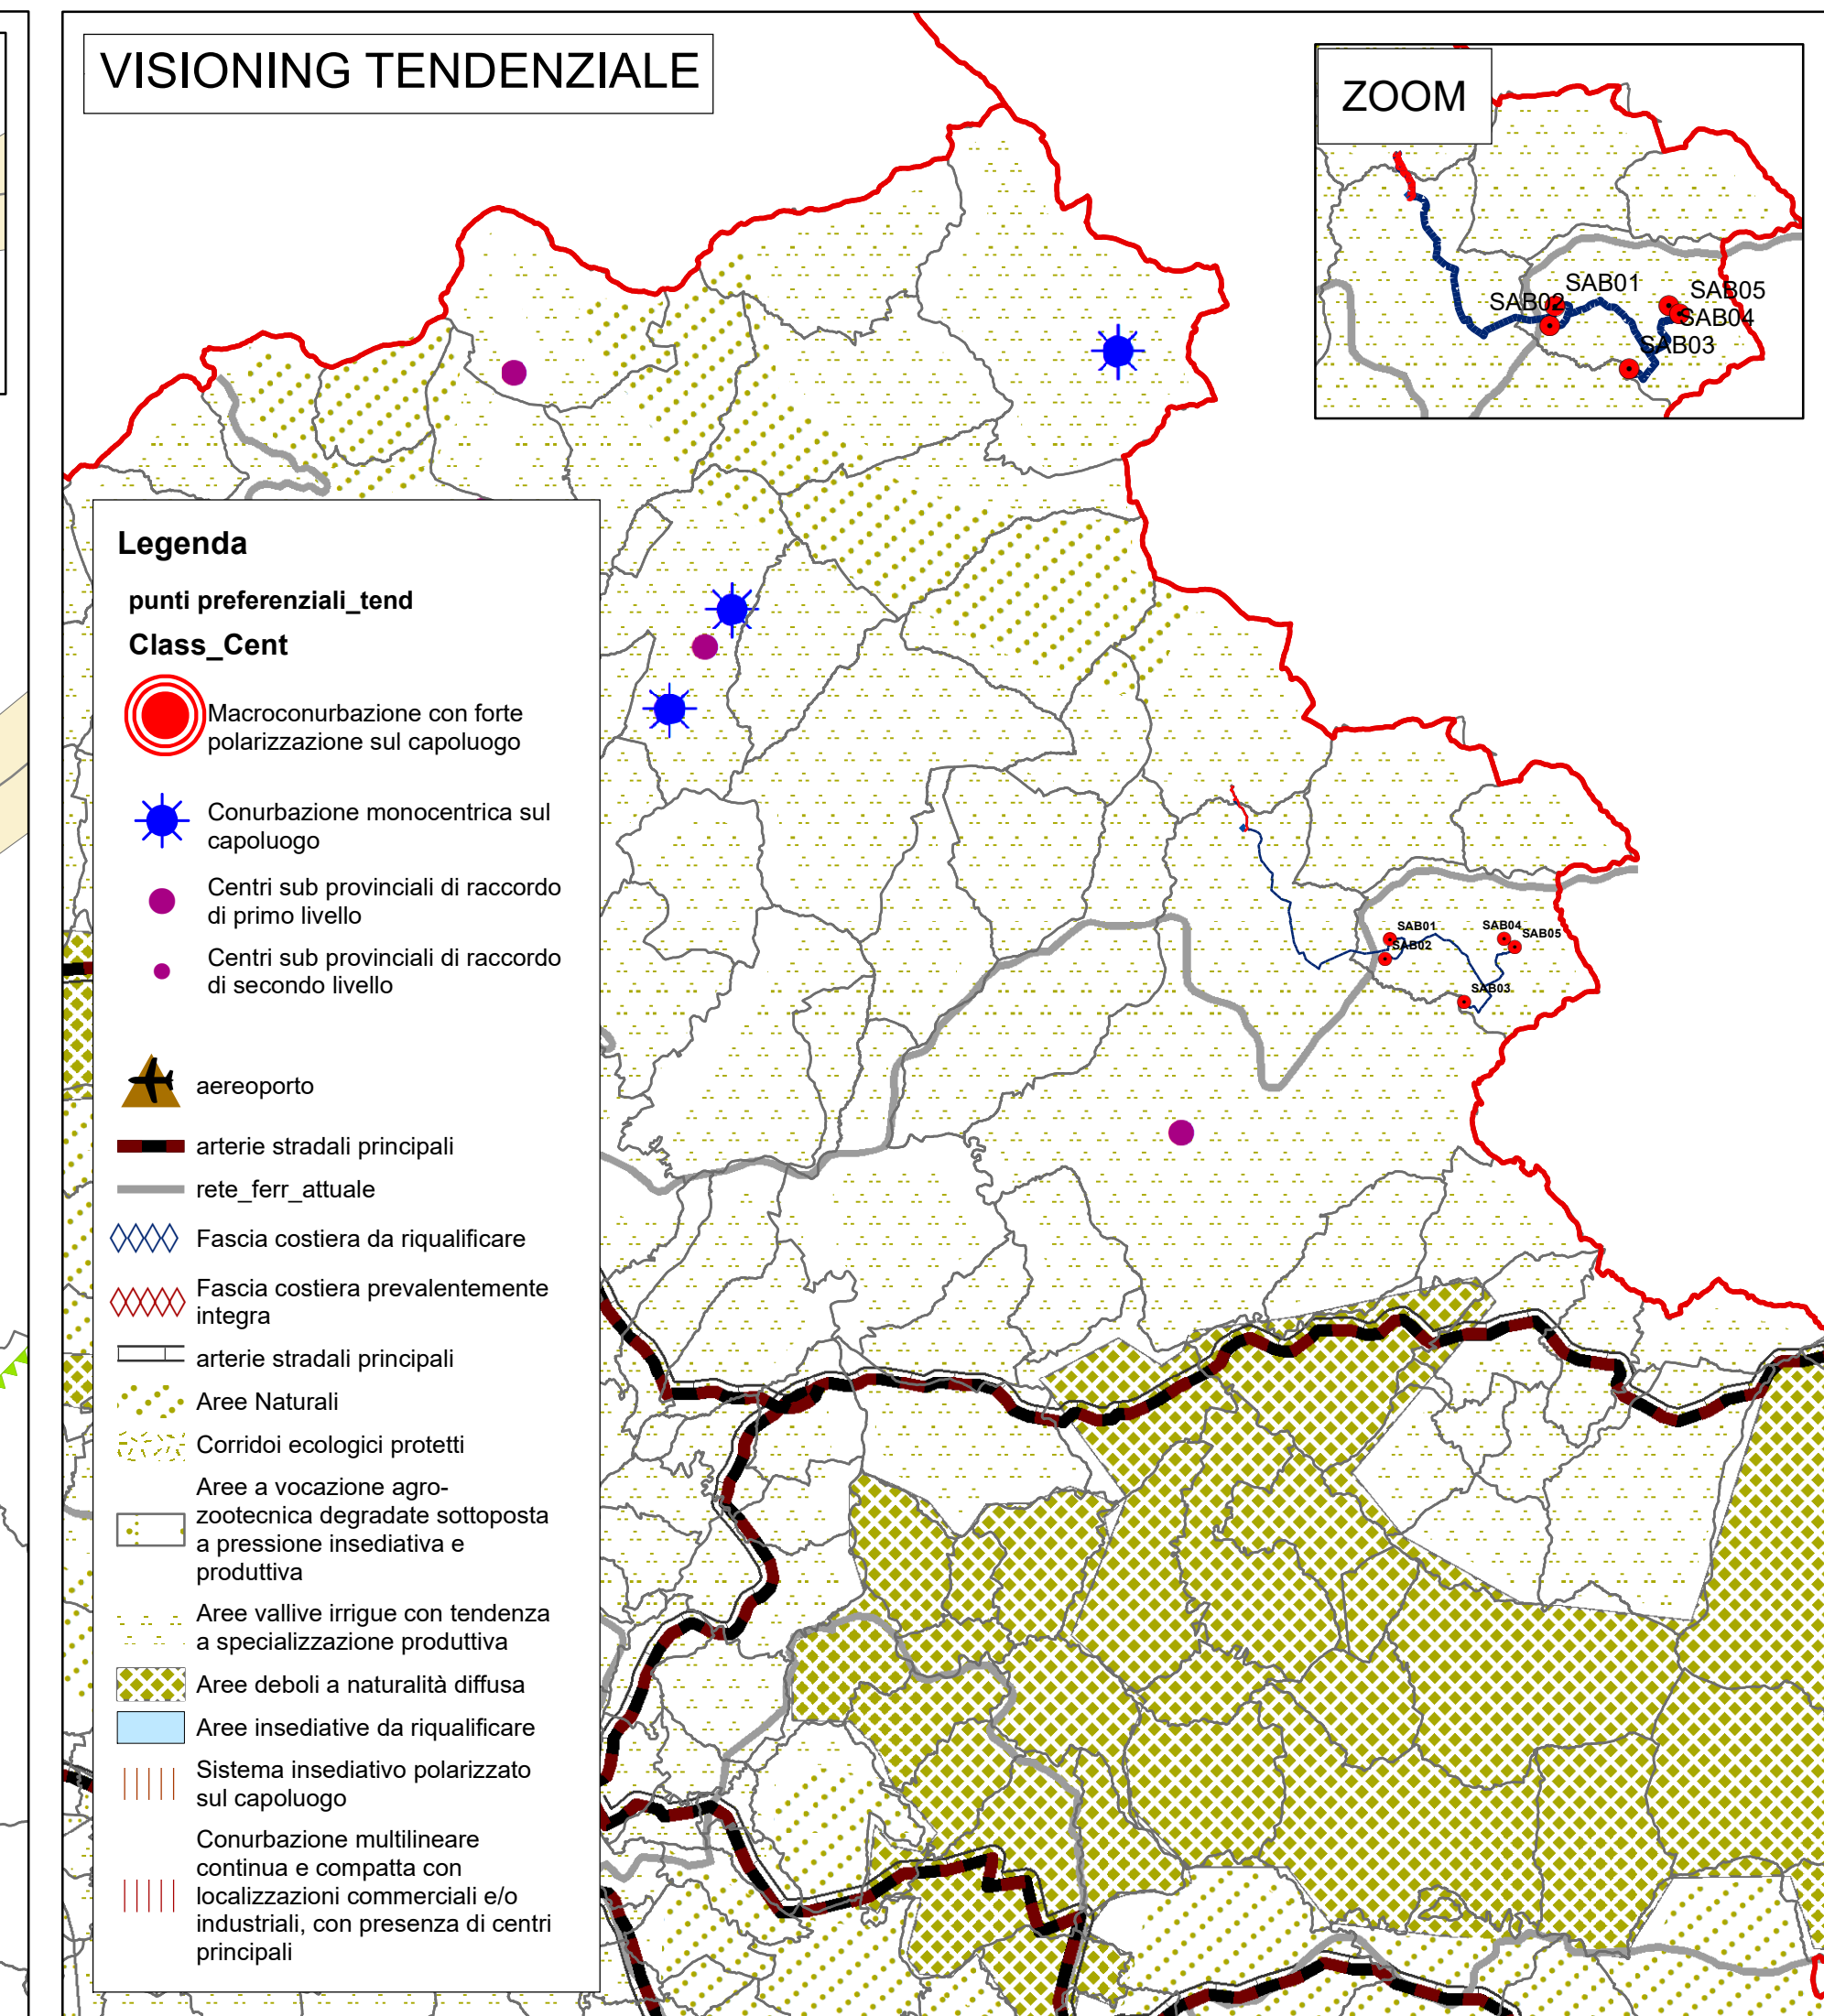 VISIONING TENDENZIALE
ZOOM
SAB01
SAB02
SAB05
SAB04
SAB03
Legenda
punti preferenziali_tend
Class_Cent
Macroconurbazione con forte
polarizzazione sul capoluogo
Conurbazione monocentrica sul
capoluogo
Centri sub provinciali di raccordo
di primo livello
Centri sub provinciali di raccordo
di secondo livello
aereoporto
arterie stradali principali
rete_ferr_attuale
Fascia costiera da riqualificare
Fascia costiera prevalentemente
integra
arterie stradali principali
Aree Naturali
Corridoi ecologici protetti
Aree a vocazione agro-
zootecnica degradate sottoposta
a pressione insediativa e
produttiva
Aree vallive irrigue con tendenza
a specializzazione produttiva
Aree deboli a naturalità diffusa
Aree insediative da riqualificare
Sistema insediativo polarizzato
sul capoluogo
Conurbazione multilineare
continua e compatta con
localizzazioni commerciali e/o
industriali, con presenza di centri
principali
SAB01
SAB02
SAB04
SAB05
SAB03